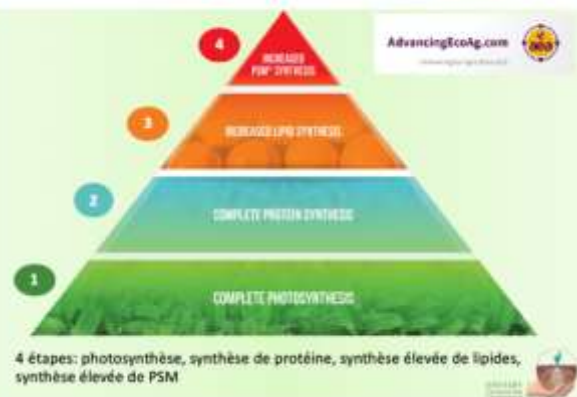 AdvancingEcoAg.com
4
INCREASED
PSM* SYNTHESIS
3
INCREASED LIPID SYNTHESIS
2
COMPLETE PROTEIN SYNTHESIS
1
COMPLETE PHOTOSYNTHESIS
4 étapes: photosynthèse, synthèse de protéine, synthèse élevée de lipides,
synthèse élevée de PSM